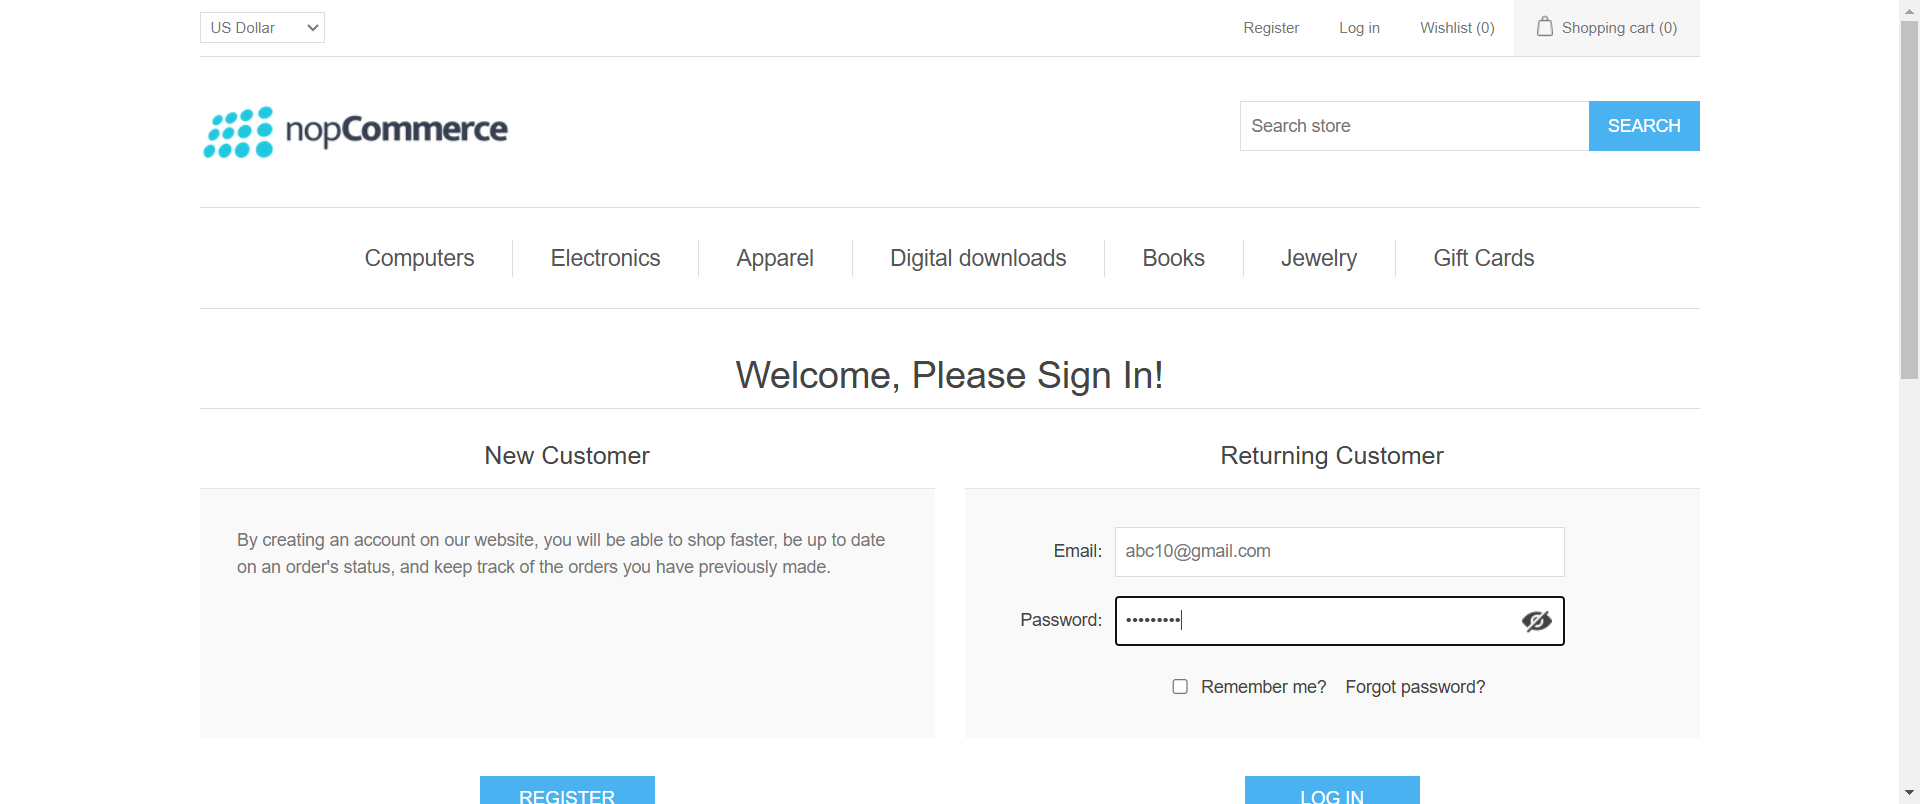 US Dollar
Register
Log in
Wishlist (0)
Shopping cart (0)
nopCommerce
Search store
SEARCH
Computers
Electronics
Apparel
Digital downloads
Books
Jewelry
Gift Cards
Welcome, Please Sign In!
New Customer
By creating an account on our website, you will be able to shop faster, be up to date
on an order's status, and keep track of the orders you have previously made.
REGISTER
Returning Customer
Email:
abc10@gmail.com
Password:
•••••••••
Remember me?
Forgot password?
LOG IN